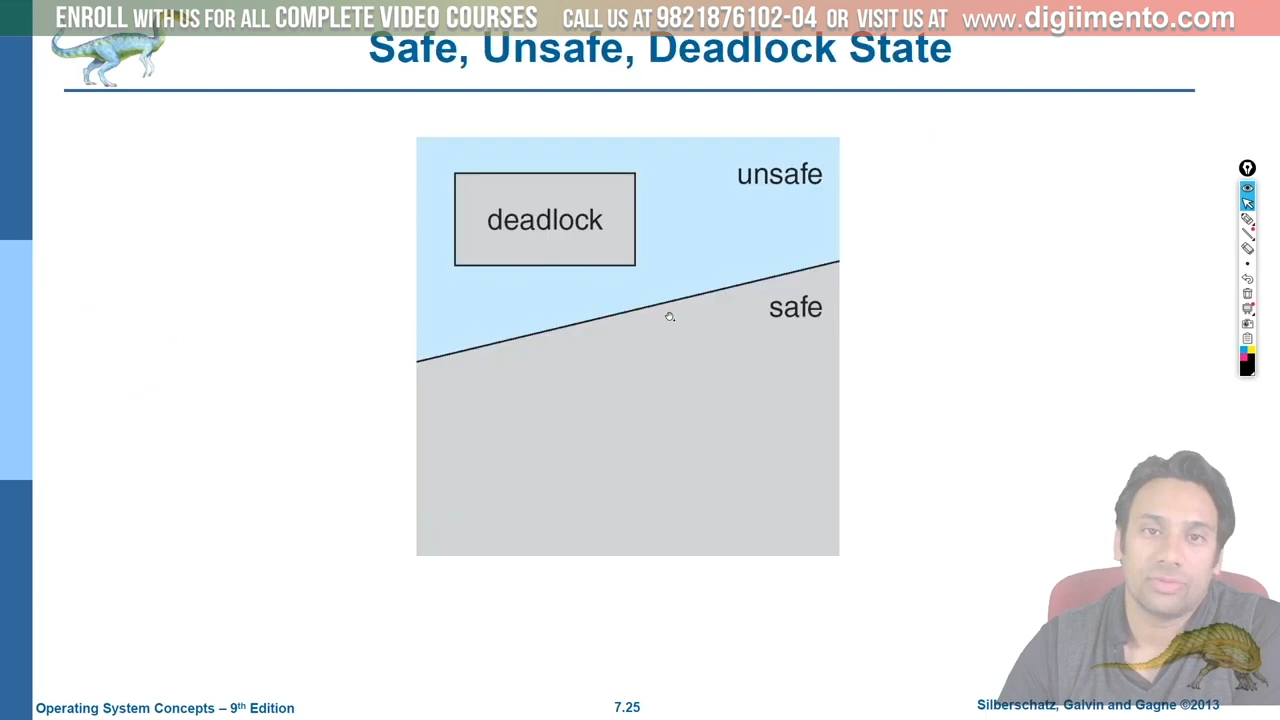 ENROLL WITH US FOR ALL COMPLETE VIDEO COURSES CALL US AT 9821876102-04 OR VISIT US AT www.digiimento.com
Safe, Unsafe, Deadlock State
unsafe
deadlock
safe
Operating System Concepts – 9th Edition
7.25
Silberschatz, Galvin and Gagne ©2013